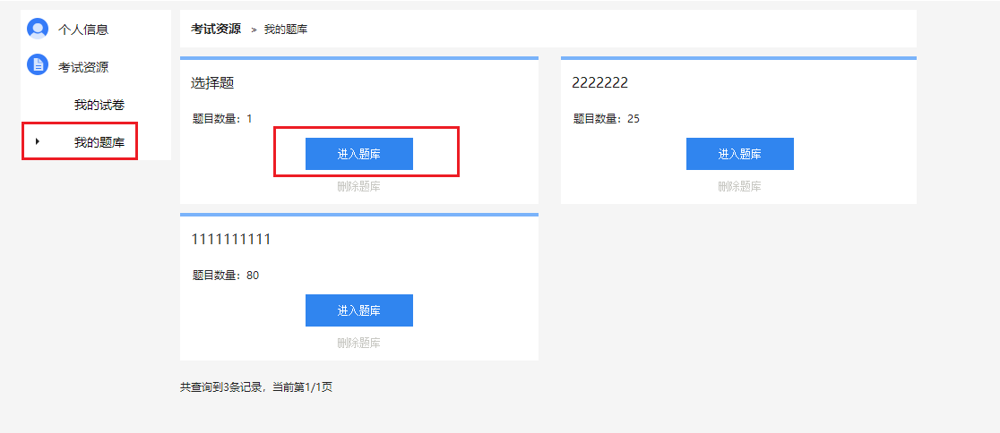 个人信息
考试资源
我的试卷
我的题库
考试资源 > 我的题库
选择题
题目数量：1
进入题库
删除题库
2222222
题目数量：25
进入题库
删除题库
1111111111
题目数量：80
进入题库
删除题库
共查询到3条记录，当前第1/1页